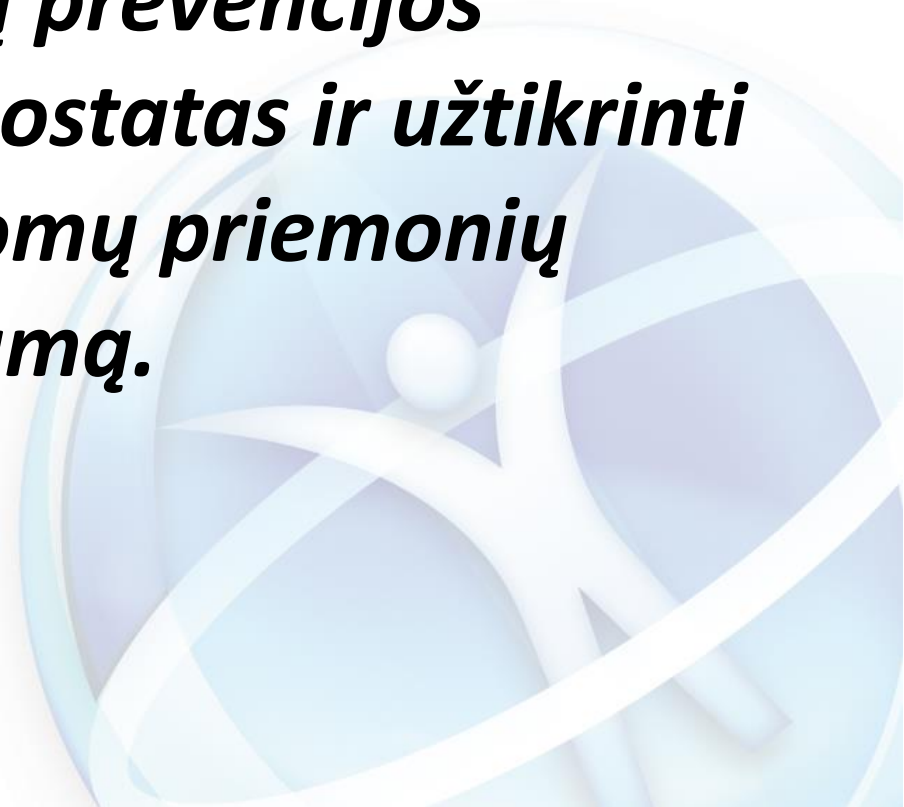 prevencijos
ostatas ir užtikrinti
omų priemonių
umą.